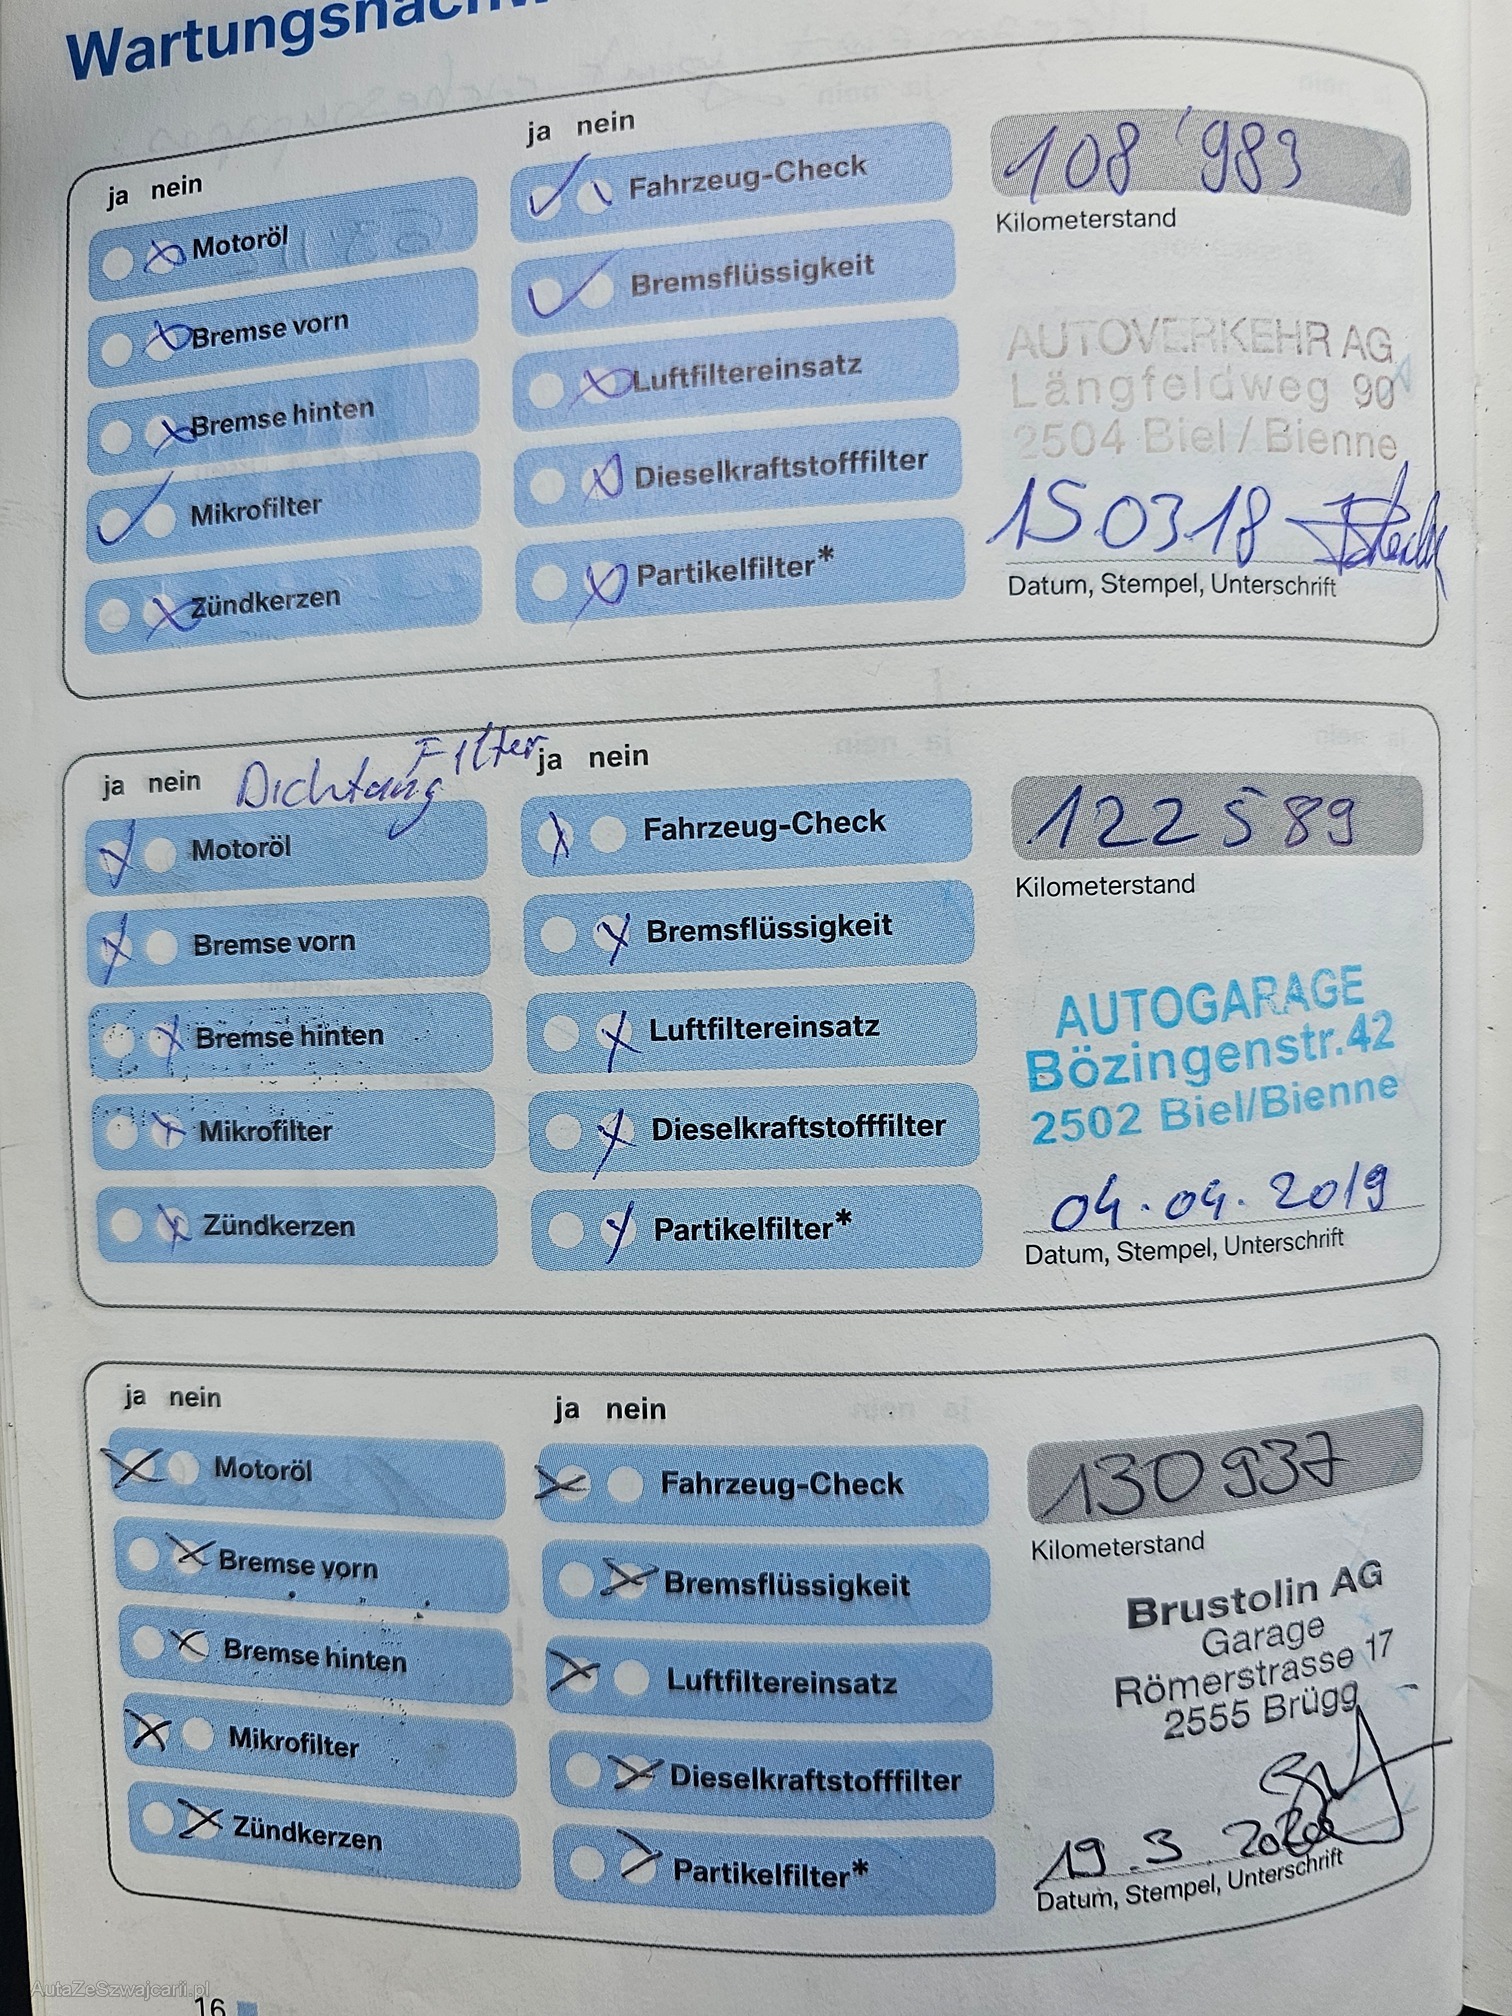 ja nein
Motoröl
Bremse vorn
Bremse hinten
Mikrofilter
Zündkerzen
ja nein
Fahrzeug-Check
Bremsflüssigkeit
Luftfiltereinsatz
Dieselkraftstofffilter
Partikelfilter*
108'983
Kilometerstand
AUTOVERKEHR AG
Längfeldweg 90
2504 Biel / Bienne
15.03.18
Datum, Stempel, Unterschrift
ja nein
Dichtung Filter
Motoröl
Bremse vorn
Bremse hinten
Mikrofilter
Zündkerzen
ja nein
Fahrzeug-Check
Bremsflüssigkeit
Luftfiltereinsatz
Dieselkraftstofffilter
Partikelfilter*
122589
Kilometerstand
AUTOGARAGE
Bözingenstr.42
2502 Biel/Bienne
04.04.2019
Datum, Stempel, Unterschrift
ja nein
Motoröl
Bremse vorn
Bremse hinten
Mikrofilter
Zündkerzen
ja nein
Fahrzeug-Check
Bremsflüssigkeit
Luftfiltereinsatz
Dieselkraftstofffilter
Partikelfilter*
130937
Kilometerstand
Brustolin AG
Garage
Römerstrasse 17
2555 Brügg
19.3.2020
Datum, Stempel, Unterschrift
AutaZeSzwajcarii.pl
16